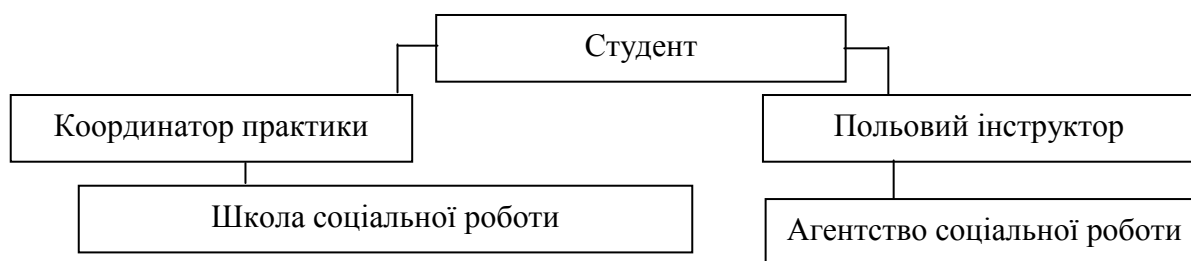 Студент
Координатор практики
Польовий інструктор
Школа соціальної роботи
Агентство соціальної роботи